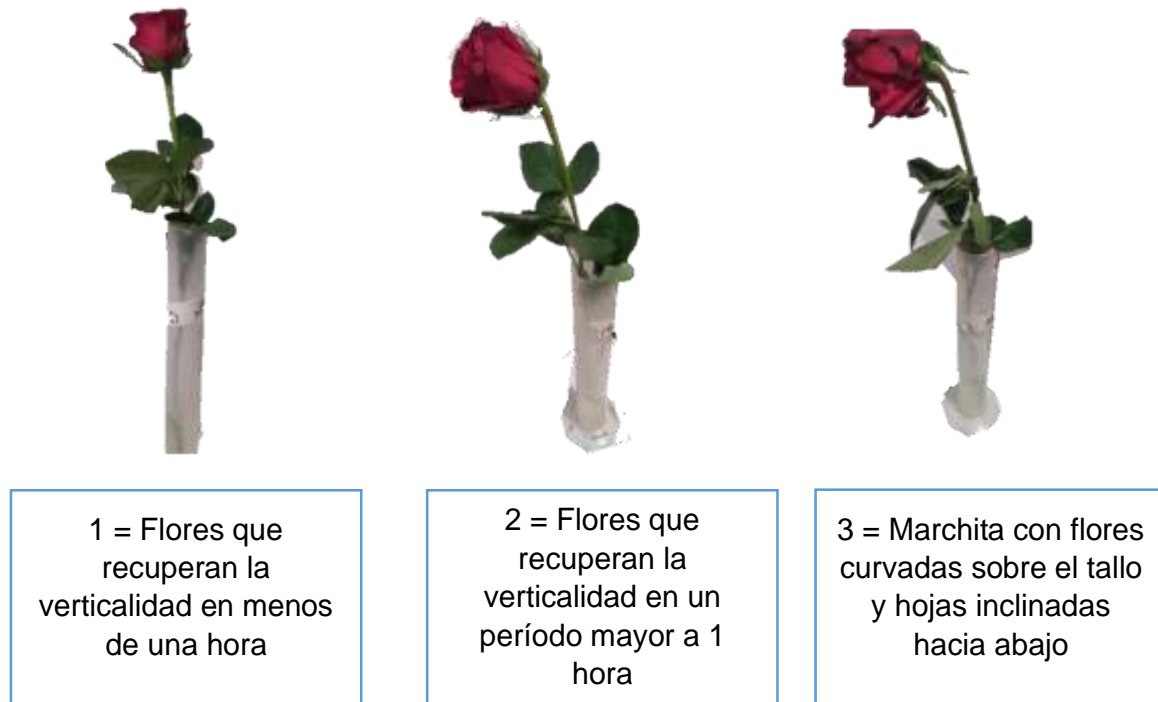 1 = Flores que
recuperan la
verticalidad en menos
de una hora
2 = Flores que
recuperan la
verticalidad en un
período mayor a 1
hora
3 = Marchita con flores
curvadas sobre el tallo
y hojas inclinadas
hacia abajo